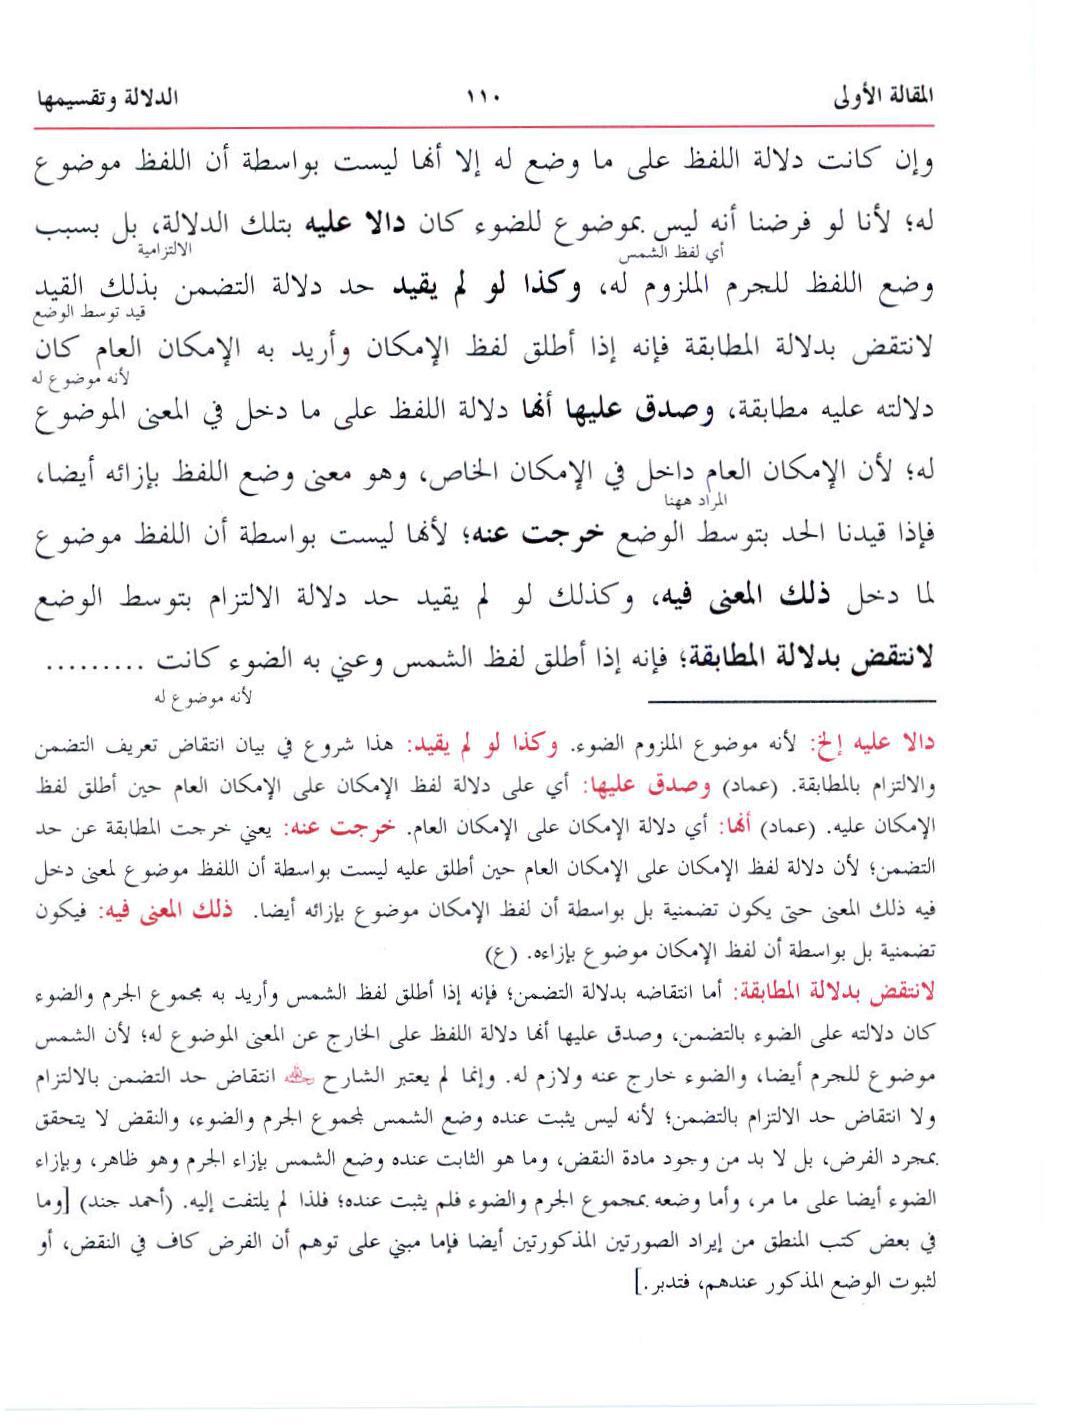 المقالة الأولى ١١٠ الدلالة وتقسيمها
وإن كانت دلالة اللفظ على ما وضع له إلا أنها ليست بواسطة أن اللفظ موضوع
له؛ لأنا لو فرضنا أنه ليس بموضوع للضوء كان دالا عليه بتلك الدلالة، بل بسبب
أي لفظ الشمس الالتزامية
وضع اللفظ للجرم الملزوم له، وكذا لو لم يقيد حد دلالة التضمن بذلك القيد
قيد توسط الوضع
لانتقض بدلالة المطابقة فإنه إذا أطلق لفظ الإمكان وأريد به الإمكان العام كان
لأنه موضوع له
دلالته عليه مطابقة، وصدق عليها أنها دلالة اللفظ على ما دخل في المعنى الموضوع
له؛ لأن الإمكان العام داخل في الإمكان الخاص، وهو معنى وضع اللفظ بإزائه أيضا،
المراد ههنا
فإذا قيدنا الحد بتوسط الوضع خرجت عنه؛ لأنها ليست بواسطة أن اللفظ موضوع
لما دخل ذلك المعنى فيه، وكذلك لو لم يقيد حد دلالة الالتزام بتوسط الوضع
لانتقض بدلالة المطابقة؛ فإنه إذا أطلق لفظ الشمس وعني به الضوء كانت .........
لأنه موضوع له
دالا عليه إلخ: لأنه موضوع الملزوم الضوء. وكذا لو لم يقيد: هذا شروع في بيان انتقاض تعريف التضمن
والالتزام بالمطابقة. (عماد) وصدق عليها: أي على دلالة لفظ الإمكان على الإمكان العام حين أطلق لفظ
الإمكان عليه. (عماد) أنها: أي دلالة الإمكان على الإمكان العام. خرجت عنه: يعني خرجت المطابقة عن حد
التضمن؛ لأن دلالة لفظ الإمكان على الإمكان العام حين أطلق عليه ليست بواسطة أن اللفظ موضوع لمعنى دخل
فيه ذلك المعنى حتى يكون تضمنية بل بواسطة أن لفظ الإمكان موضوع بإزائه أيضا. ذلك المعنى فيه: فيكون
تضمنية بل بواسطة أن لفظ الإمكان موضوع بإزاءه. (ع)
لانتقض بدلالة المطابقة: أما انتقاضه بدلالة التضمن؛ فإنه إذا أطلق لفظ الشمس وأريد به مجموع الجرم والضوء
كان دلالته على الضوء بالتضمن، وصدق عليها أنها دلالة اللفظ على الخارج عن المعنى الموضوع له؛ لأن الشمس
موضوع للجرم أيضا، والضوء خارج عنه ولازم له. وإنما لم يعتبر الشارح انتقاض حد التضمن بالالتزام
ولا انتقاض حد الالتزام بالتضمن؛ لأنه ليس يثبت عنده وضع الشمس لمجموع الجرم والضوء، والنقض لا يتحقق
بمجرد الفرض، بل لا بد من وجود مادة النقض، وما هو الثابت عنده وضع الشمس بإزاء الجرم وهو ظاهر، وبإزاء
الضوء أيضا على ما مر، وأما وضعه بمجموع الجرم والضوء فلم يثبت عنده؛ فلذا لم يلتفت إليه. (أحمد جند) [وما
في بعض كتب المنطق من إيراد الصورتين المذكورتين أيضا فإما مبني على توهم أن الفرض كاف في النقض، أو
لثبوت الوضع المذكور عندهم، فتدبر.]